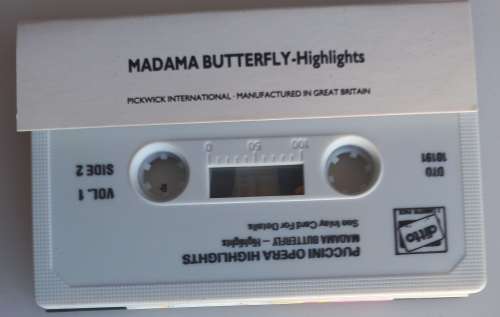 MADAMA BUTTERFLY-Highlights
PICKWICK INTERNATIONAL · MANUFACTURED IN GREAT BRITAIN
PUCCINI OPERA HIGHLIGHTS
MADAMA BUTTERFLY – Highlights
See Inlay Card For Details
ditto
VOL. 1
SIDE 2
DTO
10191
100 50 0